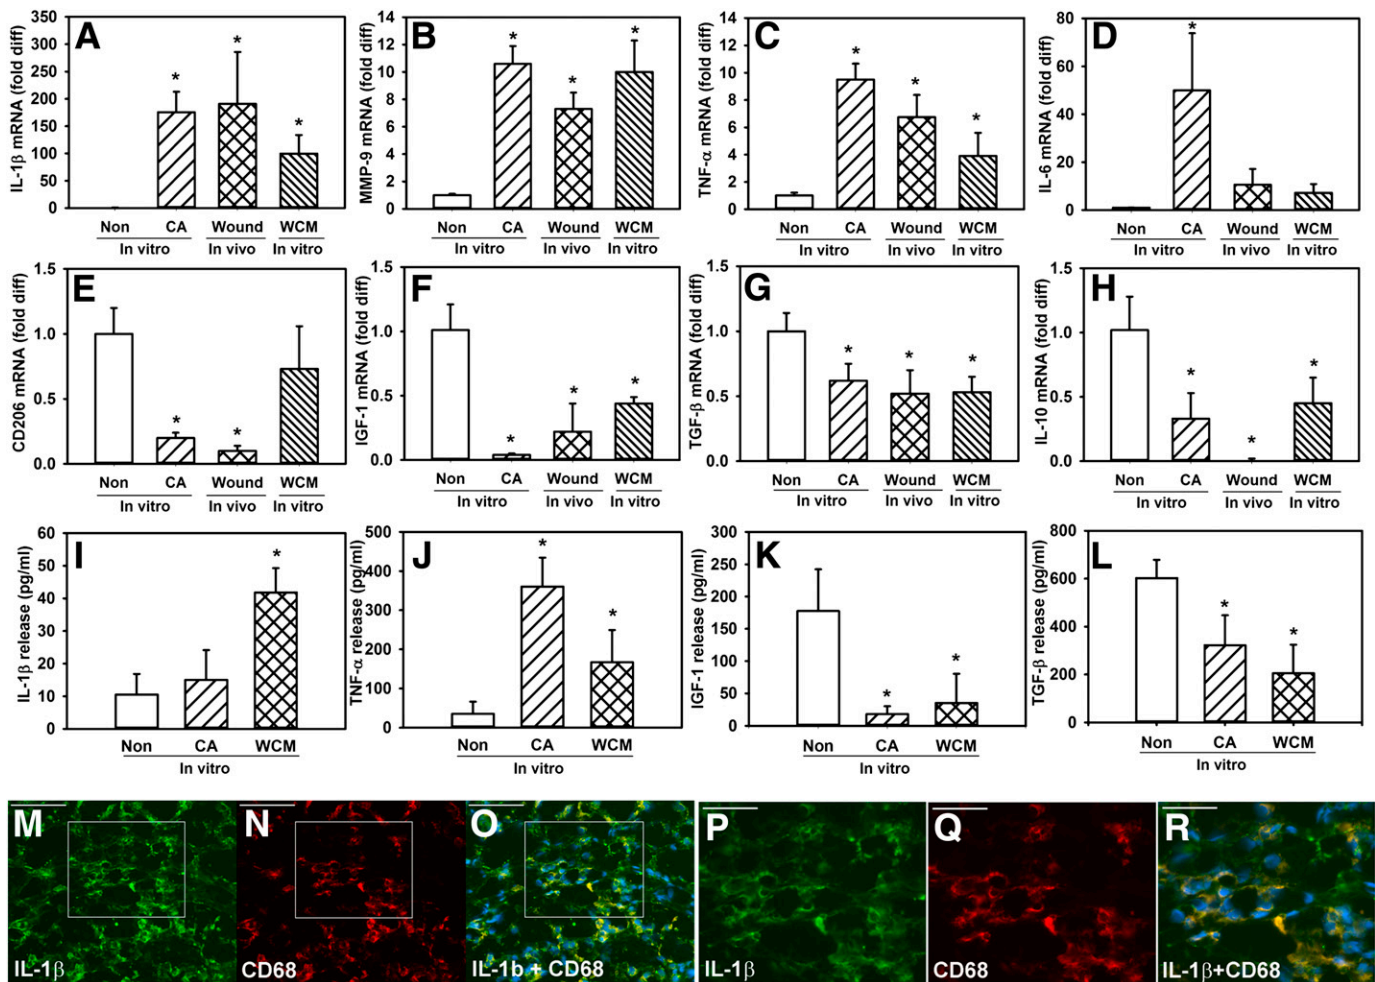 A
IL-1β mRNA (fold diff)
350
300
250
200
150
100
50
0
* * *
Non CA Wound WCM
In vitro In vivo In vitro
B
MMP-9 mRNA (fold diff)
14
12
10
8
6
4
2
0
* * *
Non CA Wound WCM
In vitro In vivo In vitro
C
TNF-α mRNA (fold diff)
14
12
10
8
6
4
2
0
* * *
Non CA Wound WCM
In vitro In vivo In vitro
D
IL-6 mRNA (fold diff)
80
60
40
20
0
*
Non CA Wound WCM
In vitro In vivo In vitro
E
CD206 mRNA (fold diff)
1.5
1.0
0.5
0.0
* *
Non CA Wound WCM
In vitro In vivo In vitro
F
IGF-1 mRNA (fold diff)
1.5
1.0
0.5
0.0
* * *
Non CA Wound WCM
In vitro In vivo In vitro
G
TGF-β mRNA (fold diff)
1.5
1.0
0.5
0.0
* * *
Non CA Wound WCM
In vitro In vivo In vitro
H
IL-10 mRNA (fold diff)
1.5
1.0
0.5
0.0
* * *
Non CA Wound WCM
In vitro In vivo In vitro
I
IL-1β release (pg/ml)
60
50
40
30
20
10
0
*
Non CA WCM
In vitro
J
TNF-α release (pg/ml)
500
400
300
200
100
0
* *
Non CA WCM
In vitro
K
IGF-1 release (pg/ml)
300
250
200
150
100
50
0
* *
Non CA WCM
In vitro
L
TGF-β release (pg/ml)
800
600
400
200
0
* *
Non CA WCM
In vitro
M
IL-1β
N
CD68
O
IL-1b + CD68
P
IL-1β
Q
CD68
R
IL-1β+CD68